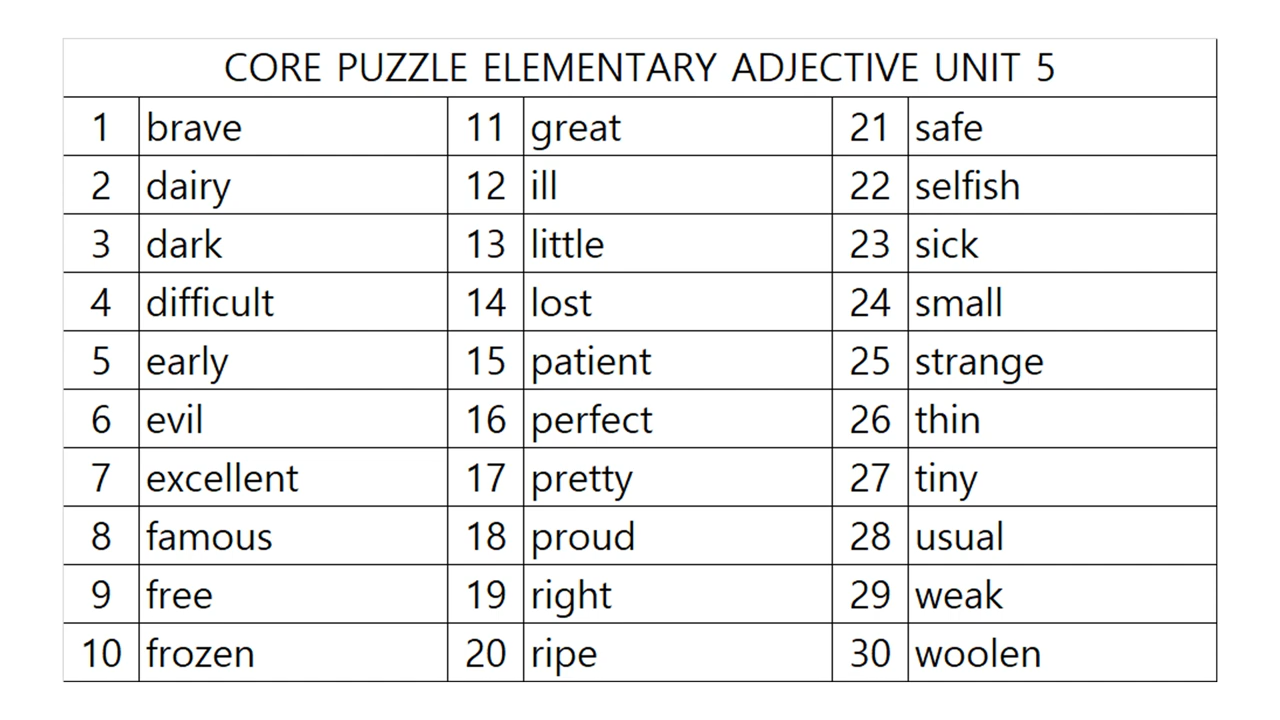 CORE PUZZLE ELEMENTARY ADJECTIVE UNIT 5
1 brave 11 great 21 safe
2 dairy 12 ill 22 selfish
3 dark 13 little 23 sick
4 difficult 14 lost 24 small
5 early 15 patient 25 strange
6 evil 16 perfect 26 thin
7 excellent 17 pretty 27 tiny
8 famous 18 proud 28 usual
9 free 19 right 29 weak
10 frozen 20 ripe 30 woolen